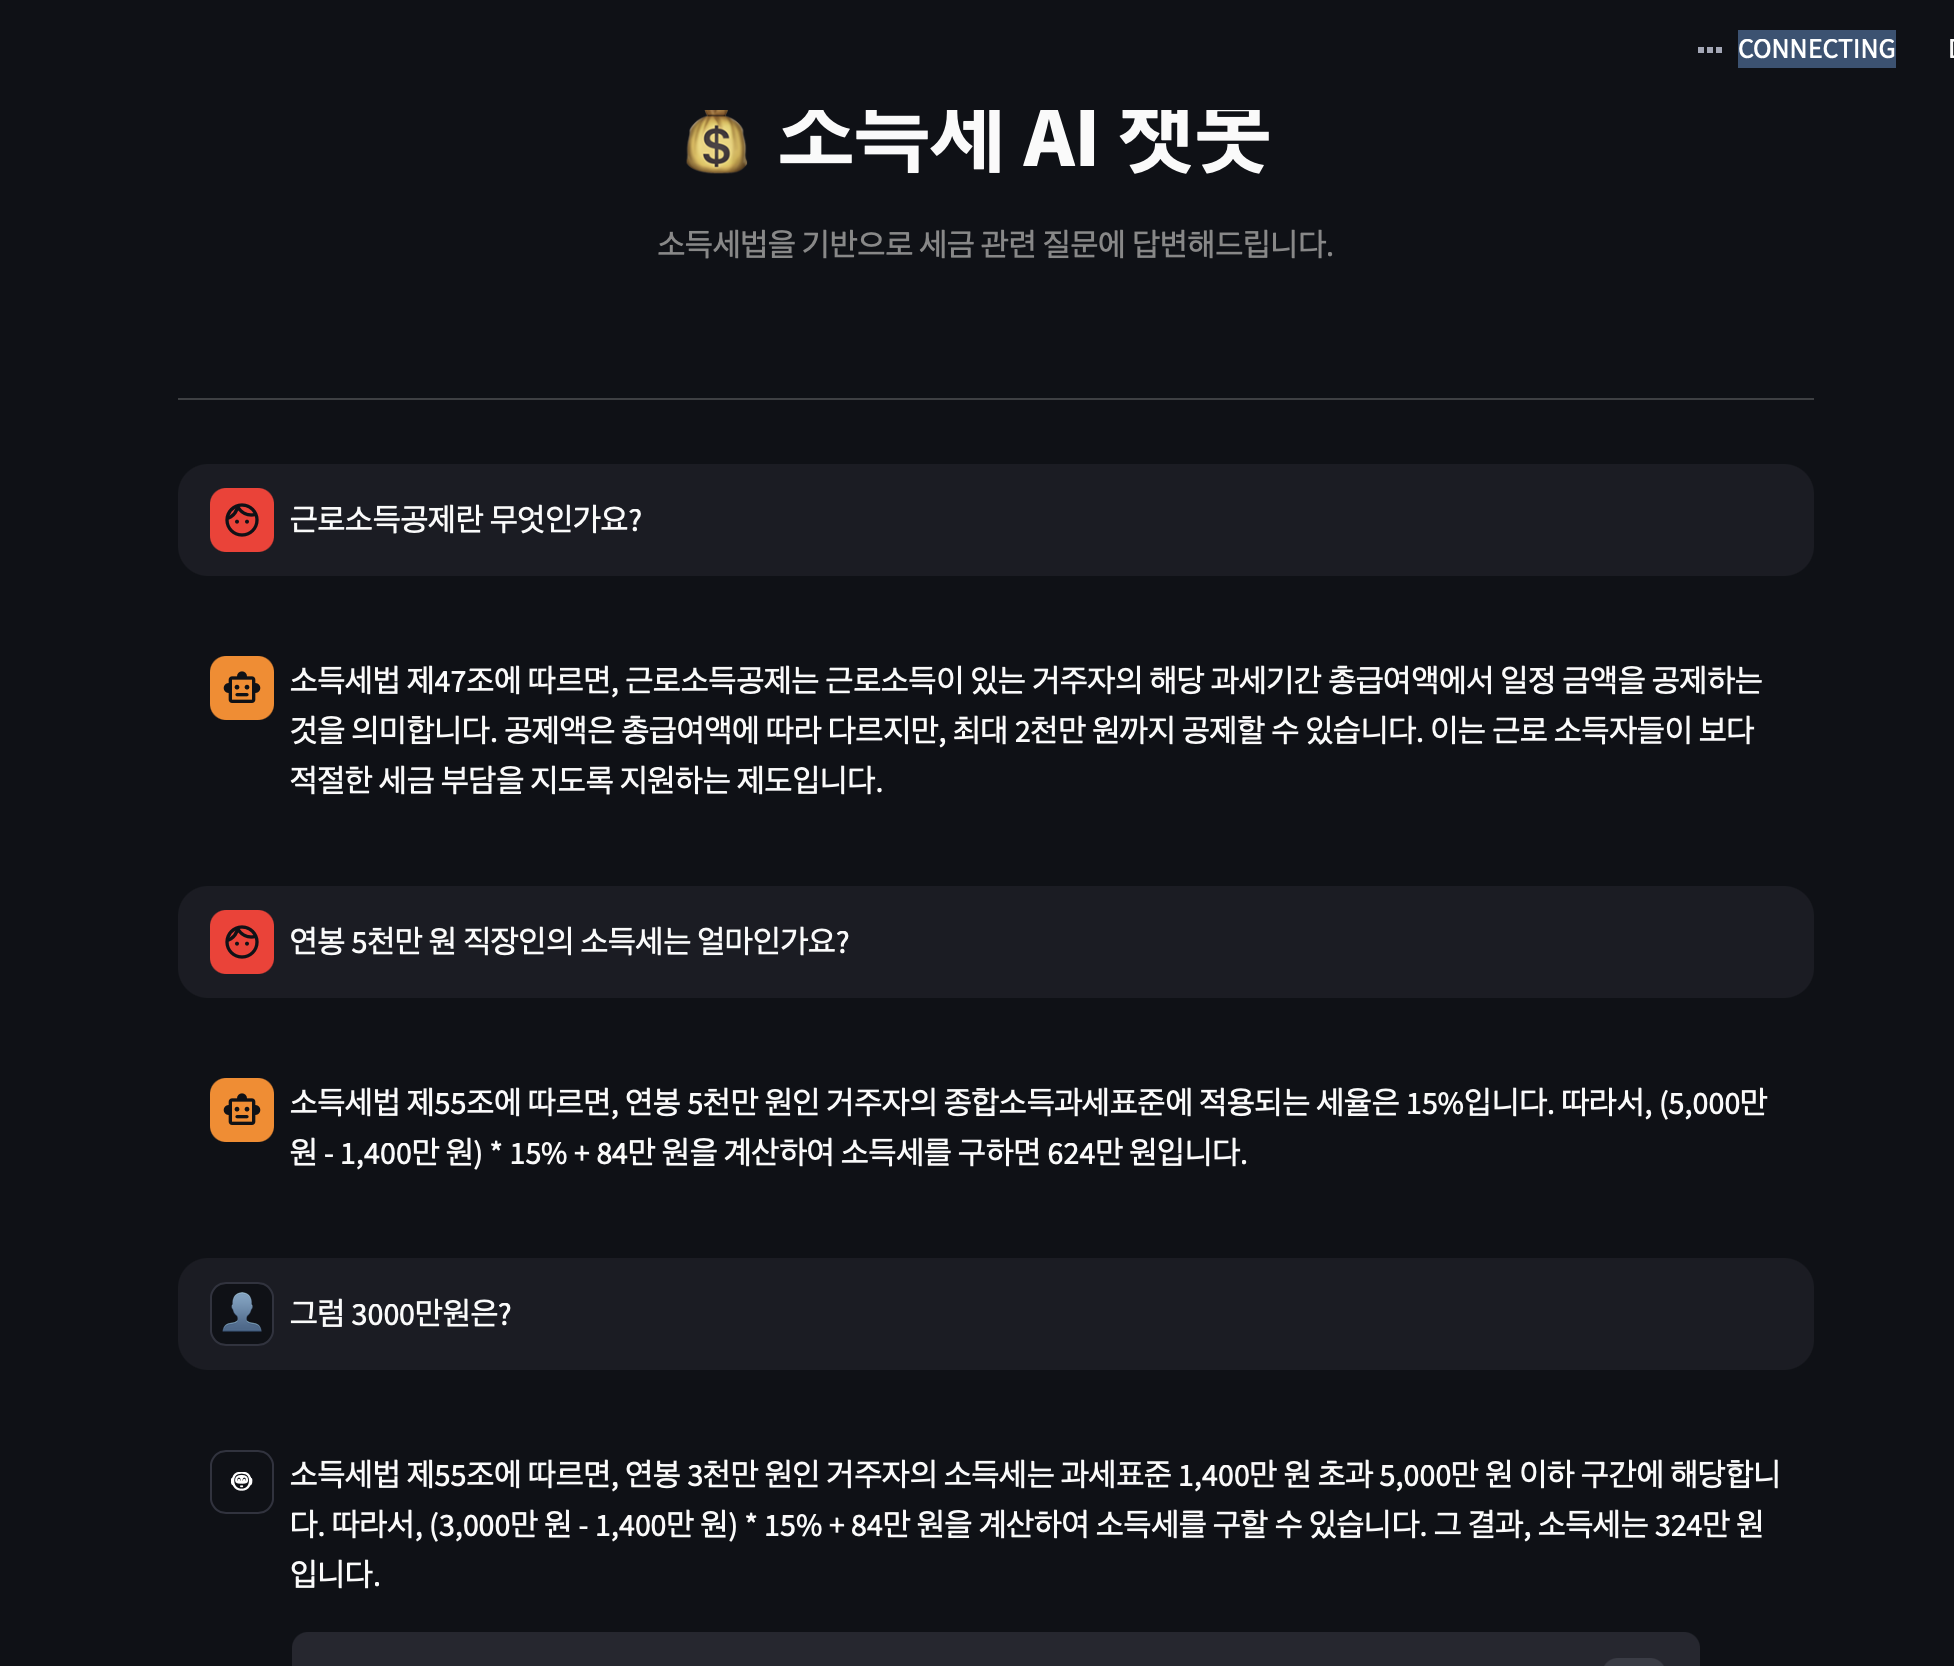 CONNECTING
소득세 AI 챗봇
소득세법을 기반으로 세금 관련 질문에 답변해드립니다.
근로소득공제란 무엇인가요?
소득세법 제47조에 따르면, 근로소득공제는 근로소득이 있는 거주자의 해당 과세기간 총급여액에서 일정 금액을 공제하는
것을 의미합니다. 공제액은 총급여액에 따라 다르지만, 최대 2천만 원까지 공제할 수 있습니다. 이는 근로 소득자들이 보다
적절한 세금 부담을 지도록 지원하는 제도입니다.
연봉 5천만 원 직장인의 소득세는 얼마인가요?
소득세법 제55조에 따르면, 연봉 5천만 원인 거주자의 종합소득과세표준에 적용되는 세율은 15%입니다. 따라서, (5,000만
원 - 1,400만 원) * 15% + 84만 원을 계산하여 소득세를 구하면 624만 원입니다.
그럼 3000만원은?
소득세법 제55조에 따르면, 연봉 3천만 원인 거주자의 소득세는 과세표준 1,400만 원 초과 5,000만 원 이하 구간에 해당합니
다. 따라서, (3,000만 원 - 1,400만 원) * 15% + 84만 원을 계산하여 소득세를 구할 수 있습니다. 그 결과, 소득세는 324만 원
입니다.